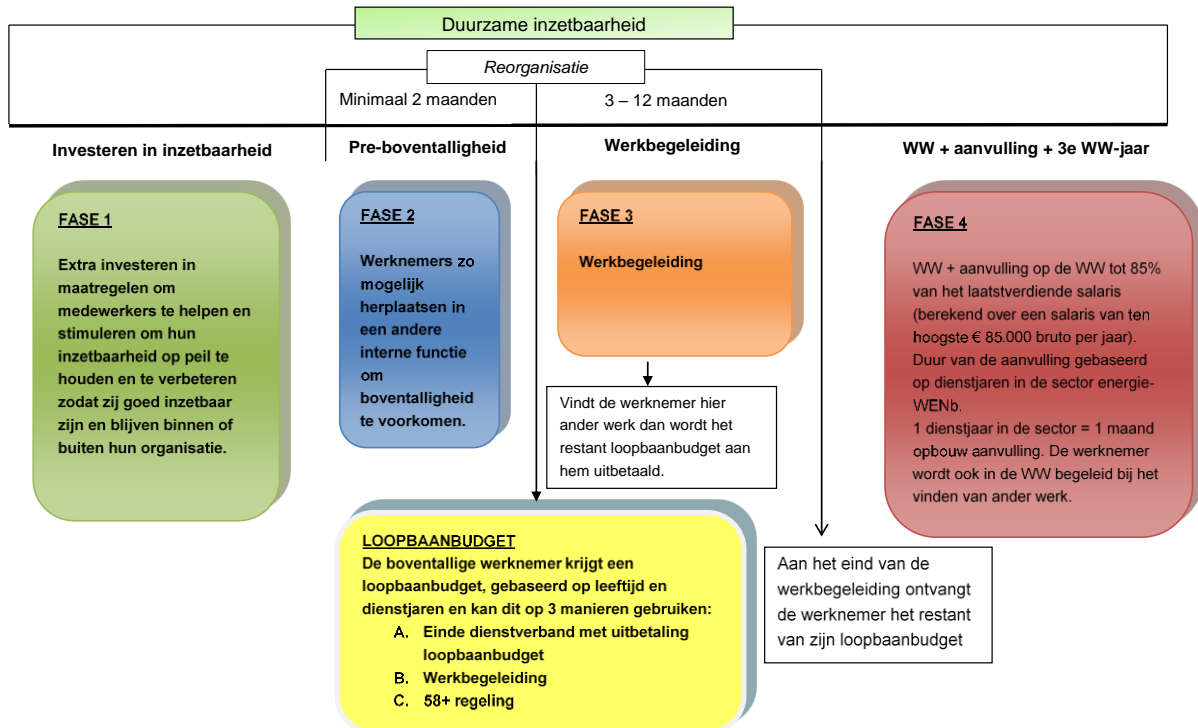 Duurzame inzetbaarheid
Reorganisatie
Minimaal 2 maanden
3 – 12 maanden
Investeren in inzetbaarheid
Pre-boventalligheid
Werkbegeleiding
WW + aanvulling + 3e WW-jaar
FASE 1
Extra investeren in
maatregelen om
medewerkers te helpen en
stimuleren om hun
inzetbaarheid op peil te
houden en te verbeteren
zodat zij goed inzetbaar
zijn en blijven binnen of
buiten hun organisatie.
FASE 2
Werknemers zo
mogelijk
herplaatsen in
een andere
interne functie
om
boventalligheid
te voorkomen.
FASE 3
Werkbegeleiding
Vindt de werknemer hier
ander werk dan wordt het
restant loopbaanbudget aan
hem uitbetaald.
FASE 4
WW + aanvulling op de WW tot 85%
van het laatstverdiende salaris
(berekend over een salaris van ten
hoogste € 85.000 bruto per jaar).
Duur van de aanvulling gebaseerd
op dienstjaren in de sector energie-
WENb.
1 dienstjaar in de sector = 1 maand
opbouw aanvulling. De werknemer
wordt ook in de WW begeleid bij het
vinden van ander werk.
LOOPBAANBUDGET
De boventallige werknemer krijgt een
loopbaanbudget, gebaseerd op leeftijd en
dienstjaren en kan dit op 3 manieren gebruiken:
A. Einde dienstverband met uitbetaling
loopbaanbudget
B. Werkbegeleiding
C. 58+ regeling
Aan het eind van de
werkbegeleiding ontvangt
de werknemer het restant
van zijn loopbaanbudget